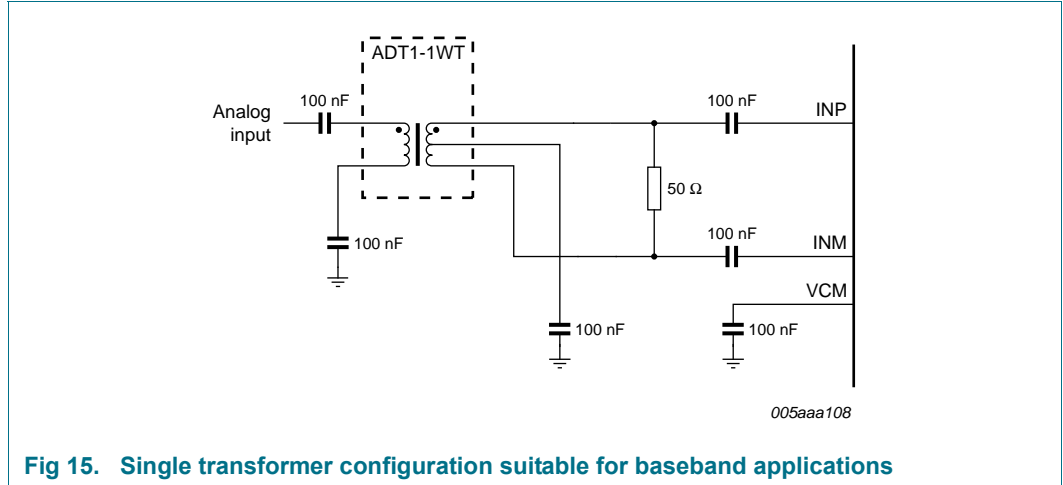 ADT1-1WT
100 nF
100 nF
Analog
input
INP
50 Ω
100 nF
INM
100 nF
VCM
100 nF
100 nF
005aaa108
Fig 15. Single transformer configuration suitable for baseband applications